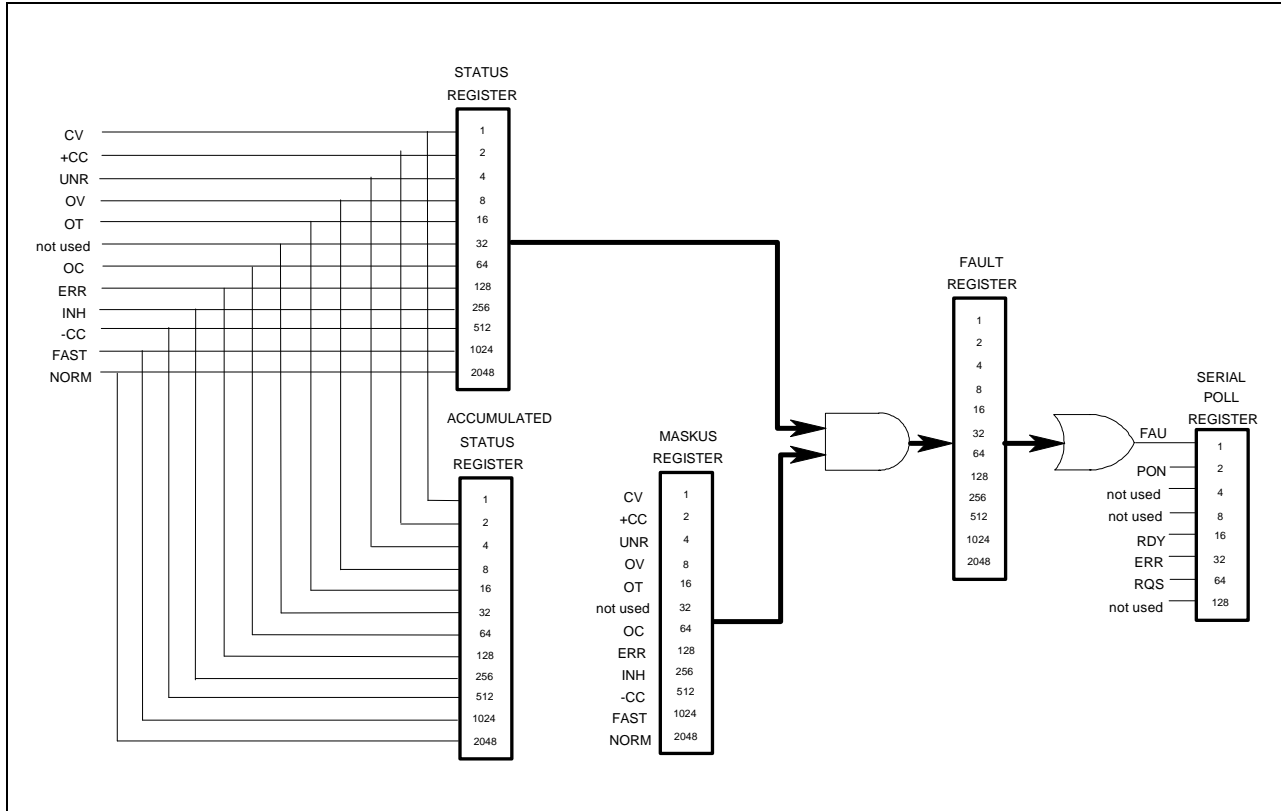 STATUS
REGISTER
CV
+CC
UNR
OV
OT
not used
OC
ERR
INH
-CC
FAST
NORM
1
2
4
8
16
32
64
128
256
512
1024
2048
ACCUMULATED
STATUS
REGISTER
1
2
4
8
16
32
64
128
256
512
1024
2048
MASKUS
REGISTER
CV
+CC
UNR
OV
OT
not used
OC
ERR
INH
-CC
FAST
NORM
1
2
4
8
16
32
64
128
256
512
1024
2048
FAULT
REGISTER
1
2
4
8
16
32
64
128
256
512
1024
2048
SERIAL
POLL
REGISTER
FAU
PON
not used
not used
RDY
ERR
RQS
not used
1
2
4
8
16
32
64
128